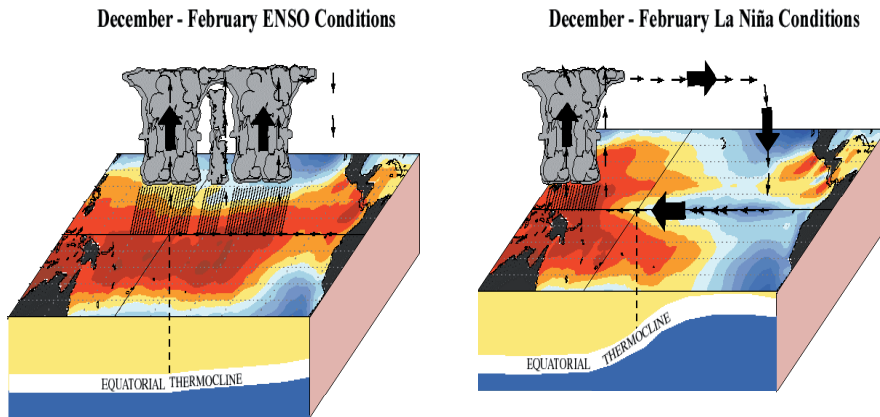 December - February ENSO Conditions
December - February La Niña Conditions
EQUATORIAL THERMOCLINE
EQUATORIAL THERMOCLINE